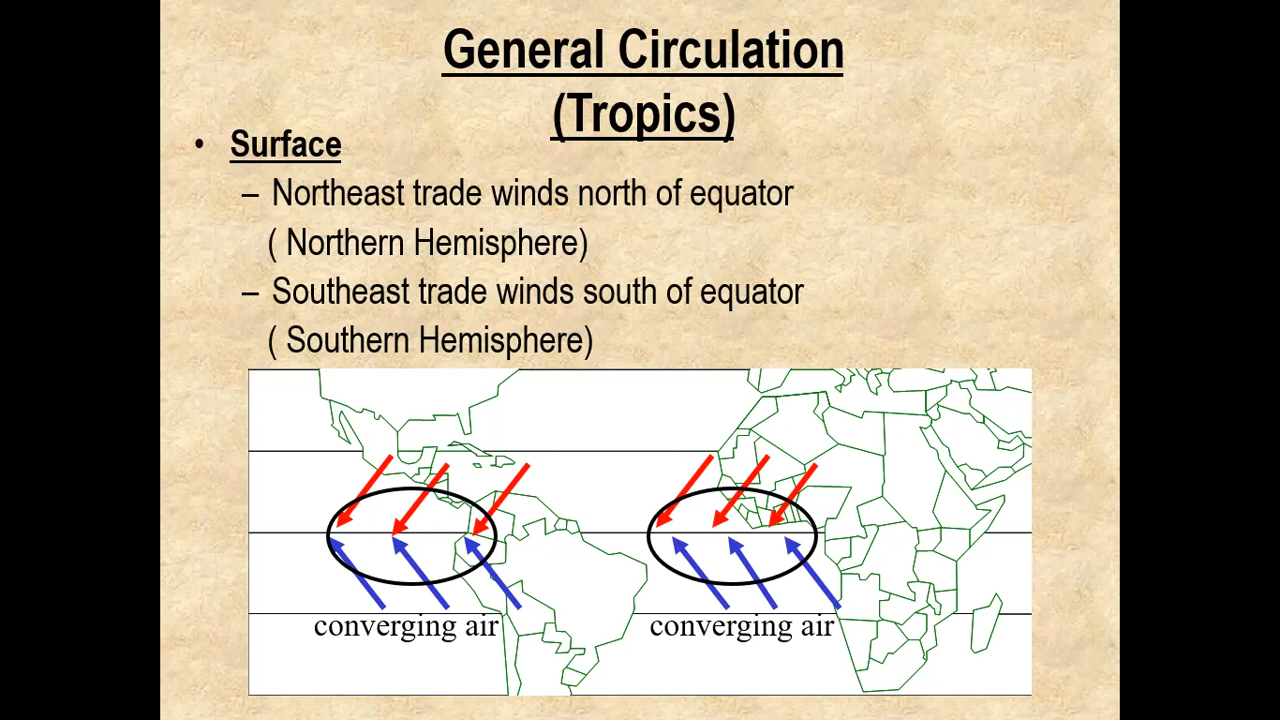 General Circulation
(Tropics)
• Surface
– Northeast trade winds north of equator
( Northern Hemisphere)
– Southeast trade winds south of equator
( Southern Hemisphere)
converging air
converging air